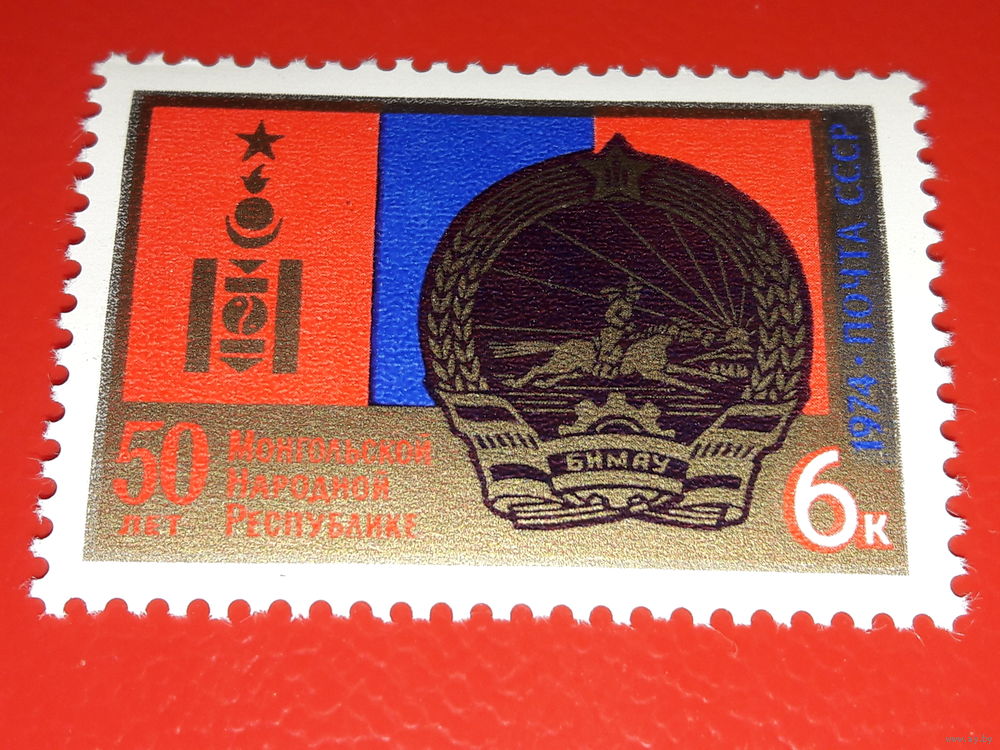 50 лет
Монгольской
Народной
Республике
БНМАУ
6к
1974 • ПОЧТА СССР